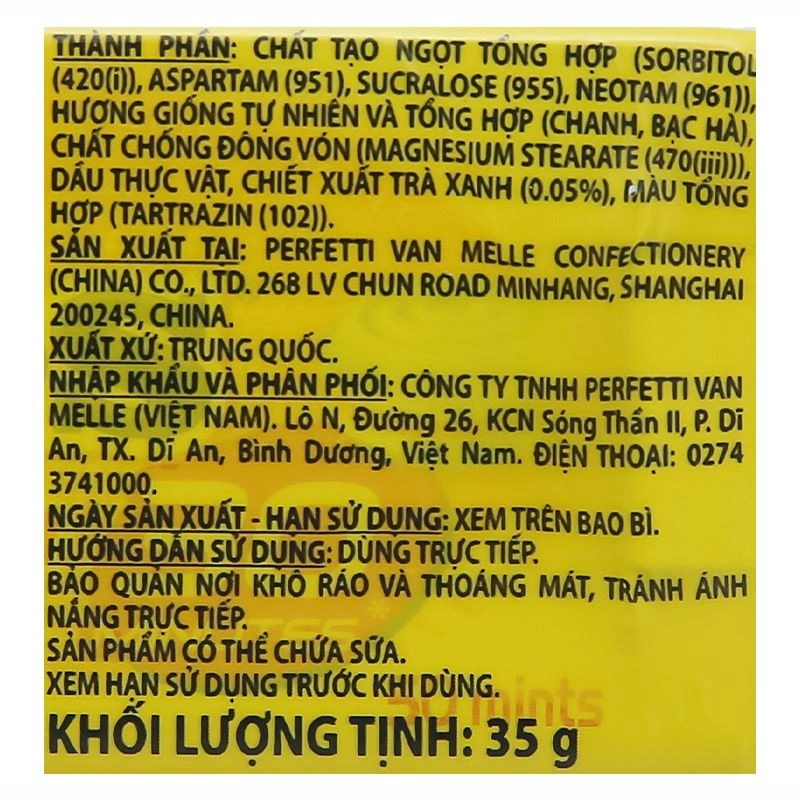 THÀNH PHẦN: CHẤT TẠO NGỌT TỔNG HỢP (SORBITOL
(420(i)), ASPARTAM (951), SUCRALOSE (955), NEOTAM (961)),
HƯƠNG GIỐNG TỰ NHIÊN VÀ TỔNG HỢP (CHANH, BẠC HÀ),
CHẤT CHỐNG ĐÔNG VÓN (MAGNESIUM STEARATE (470(iii))),
DẦU THỰC VẬT, CHIẾT XUẤT TRÀ XANH (0.05%), MÀU TỔNG
HỢP (TARTRAZIN (102)).
SẢN XUẤT TẠI: PERFETTI VAN MELLE CONFECTIONERY
(CHINA) CO., LTD. 268 LV CHUN ROAD MINHANG, SHANGHAI
200245, CHINA.
XUẤT XỨ: TRUNG QUỐC.
NHẬP KHẨU VÀ PHÂN PHỐI: CÔNG TY TNHH PERFETTI VAN
MELLE (VIỆT NAM). Lô N, Đường 26, KCN Sóng Thần II, P. Dĩ
An, TX. Dĩ An, Bình Dương, Việt Nam. ĐIỆN THOẠI: 0274
3741000.
NGÀY SẢN XUẤT - HẠN SỬ DỤNG: XEM TRÊN BAO BÌ.
HƯỚNG DẪN SỬ DỤNG: DÙNG TRỰC TIẾP.
BẢO QUẢN NƠI KHÔ RÁO VÀ THOÁNG MÁT, TRÁNH ÁNH
NẮNG TRỰC TIẾP.
SẢN PHẨM CÓ THỂ CHỨA SỮA.
XEM HẠN SỬ DỤNG TRƯỚC KHI DÙNG.
50 mints
KHỐI LƯỢNG TỊNH: 35 g